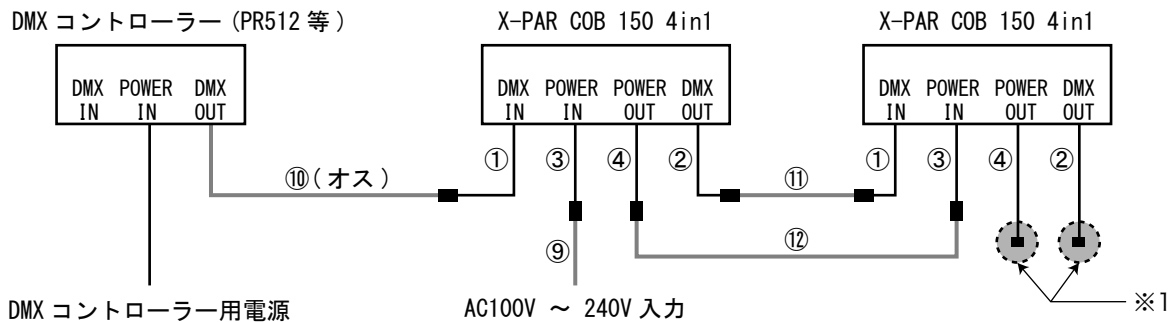 DMX コントローラー (PR512 等 )
X-PAR COB 150 4in1
X-PAR COB 150 4in1
DMX IN
POWER IN
DMX OUT
DMX IN
POWER IN
POWER OUT
DMX OUT
DMX IN
POWER IN
POWER OUT
DMX OUT
① ③ ④ ② ① ③ ④ ②
⑩( オス )
⑪
⑨
⑫
DMX コントローラー用電源
AC100V ～ 240V 入力
※1